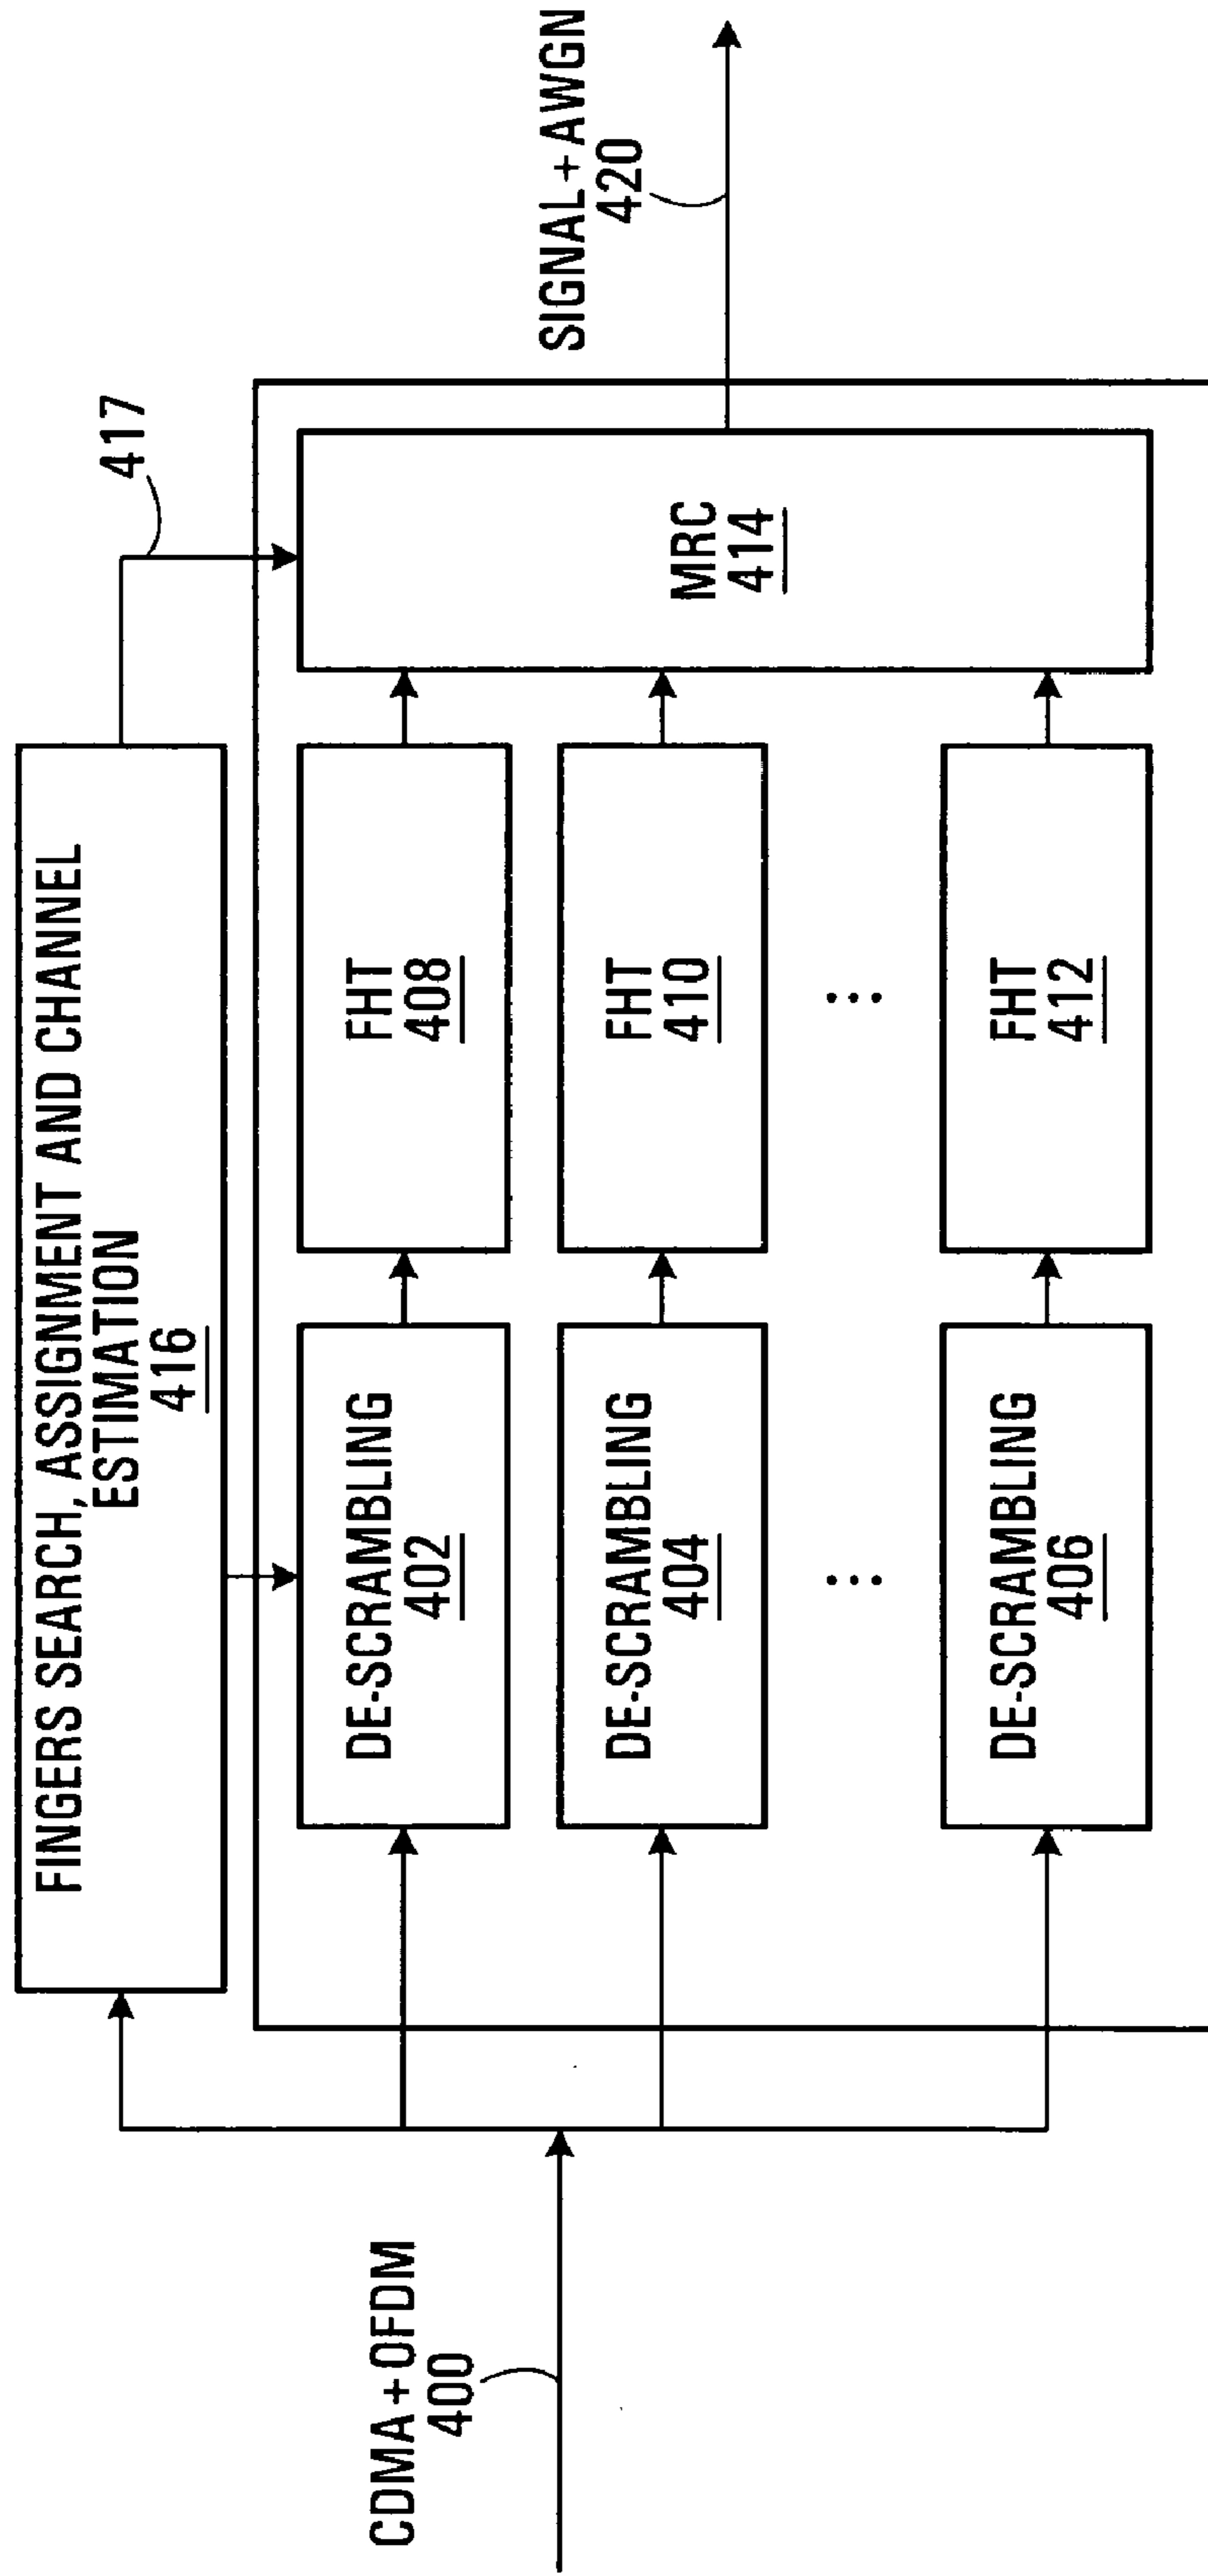 FINGERS SEARCH, ASSIGNMENT AND CHANNEL
ESTIMATION
416
417
CDMA+OFDM
400
DE-SCRAMBLING
402
FHT
408
DE-SCRAMBLING
404
FHT
410
MRC
414
SIGNAL+AWGN
420
DE-SCRAMBLING
406
FHT
412